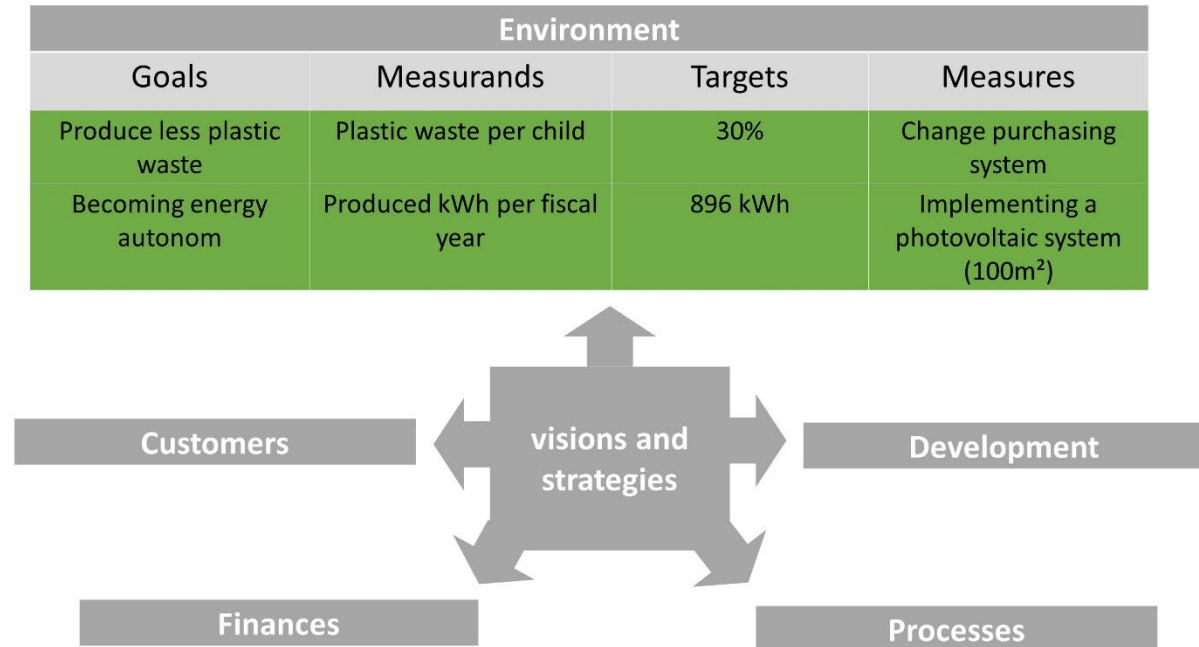 Environment
Goals Measurands Targets Measures
Produce less plastic waste Plastic waste per child 30% Change purchasing system
Becoming energy autonom Produced kWh per fiscal year 896 kWh Implementing a photovoltaic system (100m²)
Customers
visions and
strategies
Development
Finances
Processes